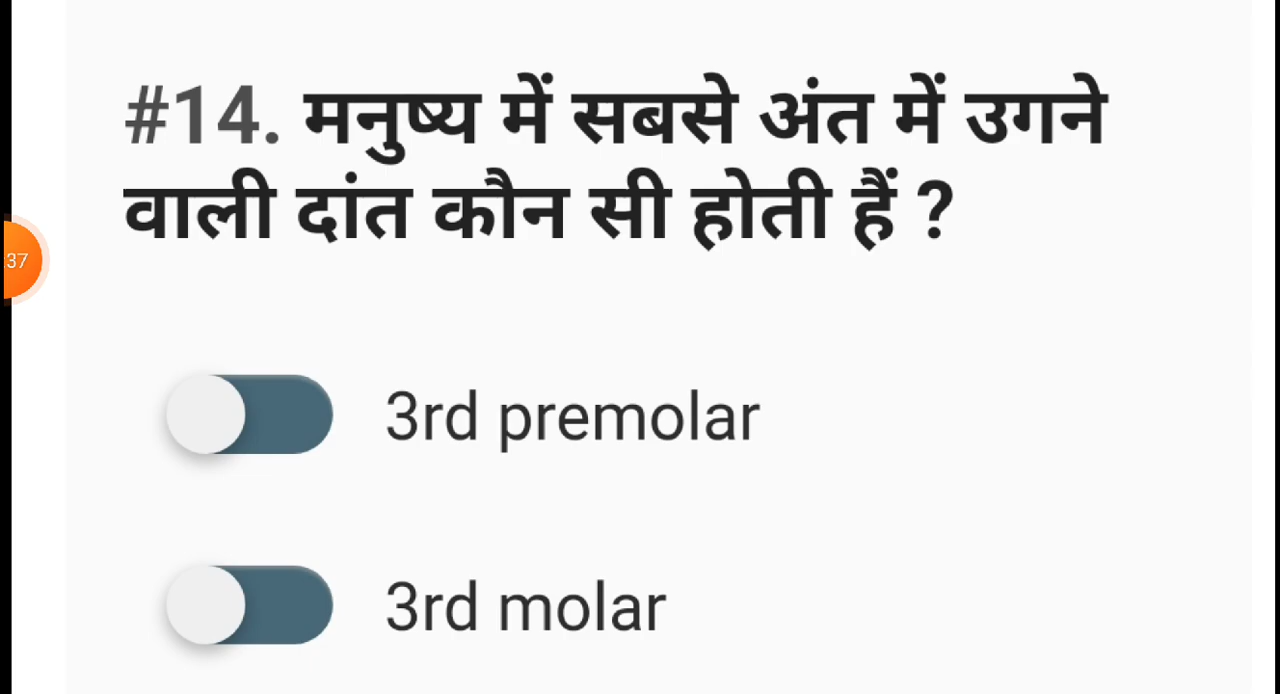 #14. मनुष्य में सबसे अंत में उगने
वाली दांत कौन सी होती हैं ?
37
3rd premolar
3rd molar